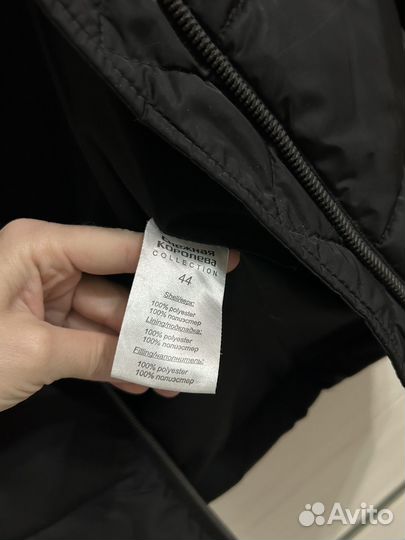 Снежная
Королева
COLLECTION
44
Shell/верх:
100% polyester
100% полиэстер
Lining/подкладка:
100% polyester
100% полиэстер
Filling/наполнитель:
100% polyester
100% полиэстер
Avito